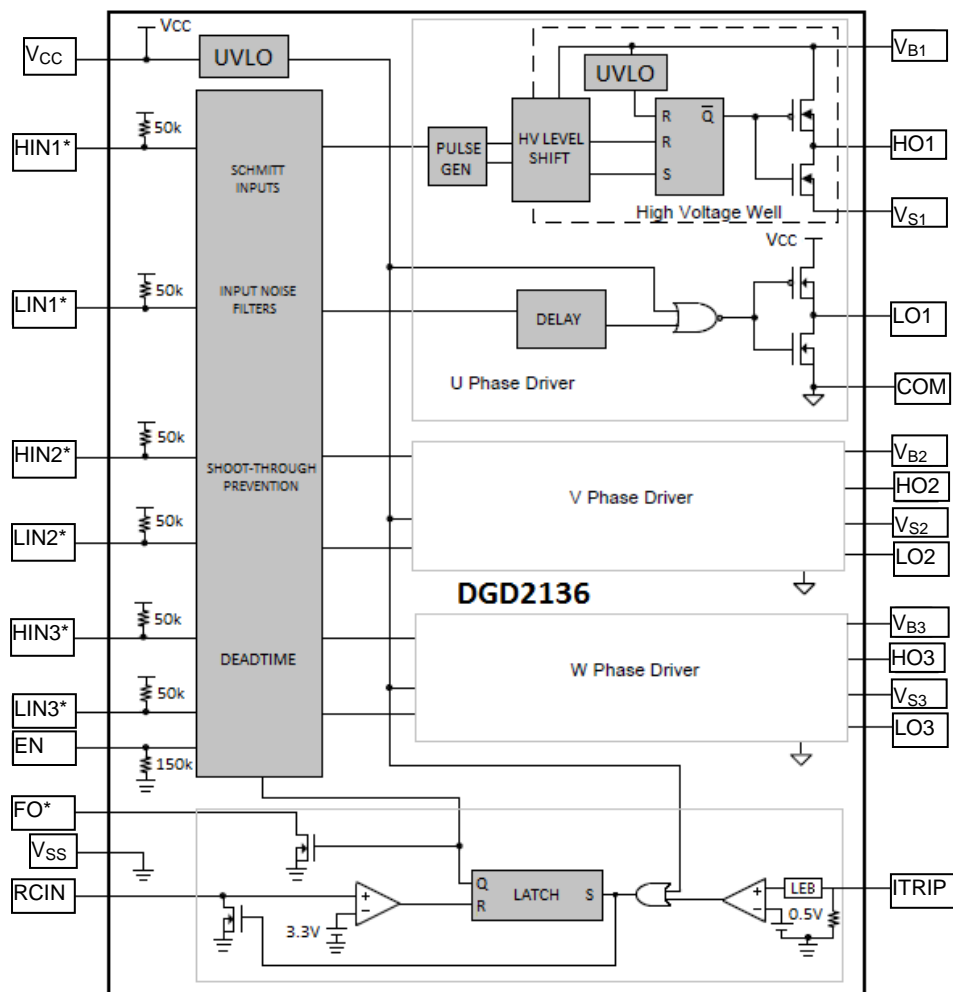 VCC
VCC
UVLO
VB1
UVLO
50k
HIN1*
PULSE
GEN
HV LEVEL
SHIFT
R
Q
R
S
HO1
SCHMITT
INPUTS
High Voltage Well
VS1
VCC
50k
LIN1*
INPUT NOISE
FILTERS
DELAY
LO1
U Phase Driver
COM
50k
HIN2*
SHOOT-THROUGH
PREVENTION
V Phase Driver
VB2
HO2
50k
LIN2*
VS2
LO2
DGD2136
50k
HIN3*
DEADTIME
W Phase Driver
VB3
HO3
50k
LIN3*
VS3
LO3
EN
150k
FO*
VSS
RCIN
+
−
3.3V
Q
R
LATCH
S
+
−
LEB
0.5V
ITRIP